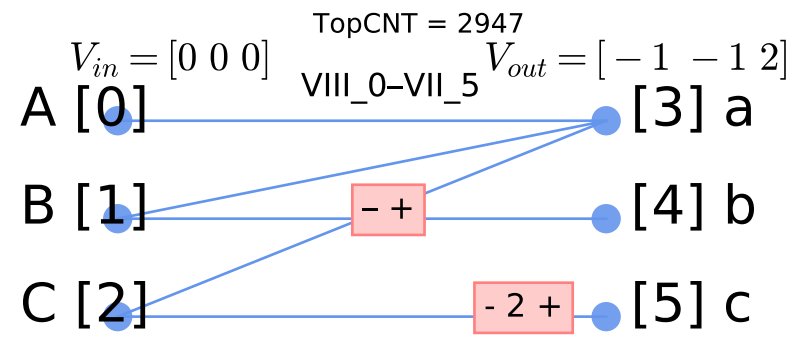 TopCNT = 2947
V_in = [0 0 0]
V_out = [ − 1 − 1 2]
VIII_0–VII_5
A [0]
[3] a
B [1]
– +
[4] b
C [2]
- 2 +
[5] c